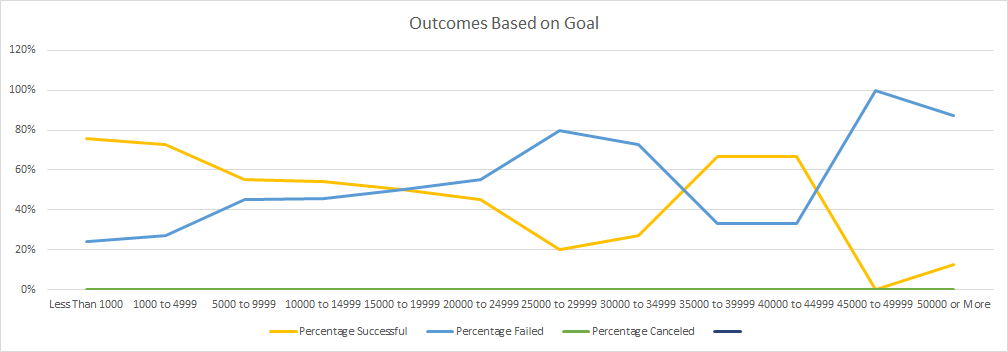 Outcomes Based on Goal
120%
100%
80%
60%
40%
20%
0%
Less Than 1000 1000 to 4999 5000 to 9999 10000 to 14999 15000 to 19999 20000 to 24999 25000 to 29999 30000 to 34999 35000 to 39999 40000 to 44999 45000 to 49999 50000 or More
Percentage Successful Percentage Failed Percentage Canceled